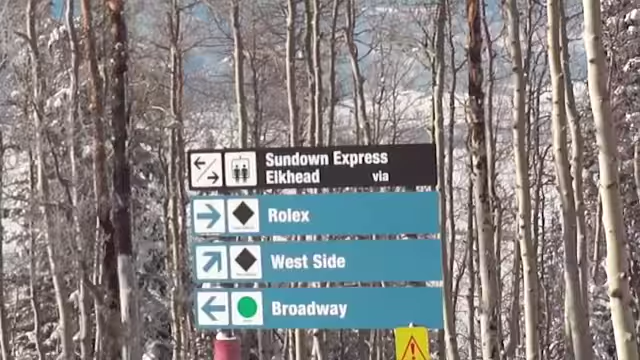 Sundown Express
Elkhead via
Rolex
West Side
Broadway